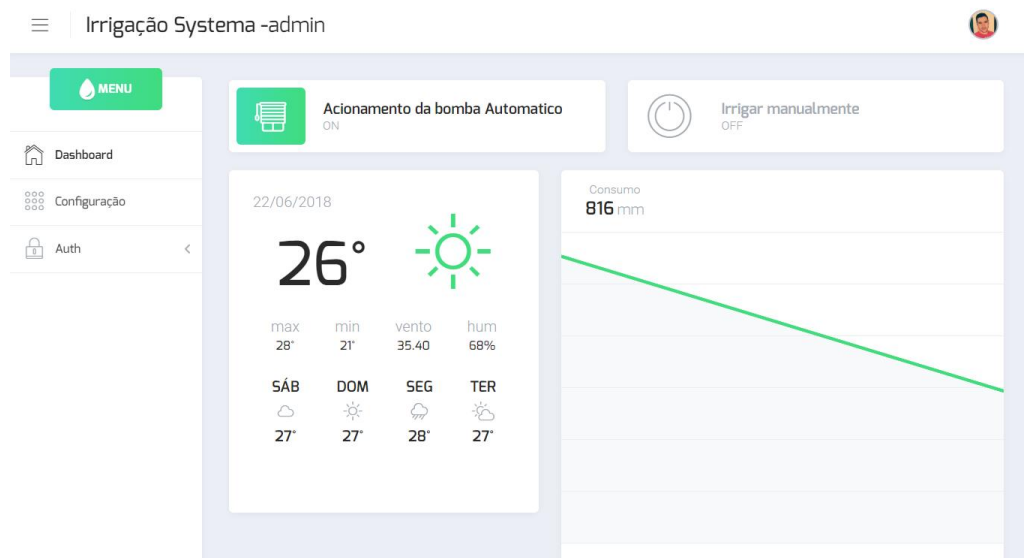 Irrigação Systema -admin
MENU
Dashboard
Configuração
Auth
Acionamento da bomba Automatico
ON
Irrigar manualmente
OFF
22/06/2018
26°
max min vento hum
28° 21° 35.40 68%
SÁB DOM SEG TER
27° 27° 28° 27°
Consumo
816 mm